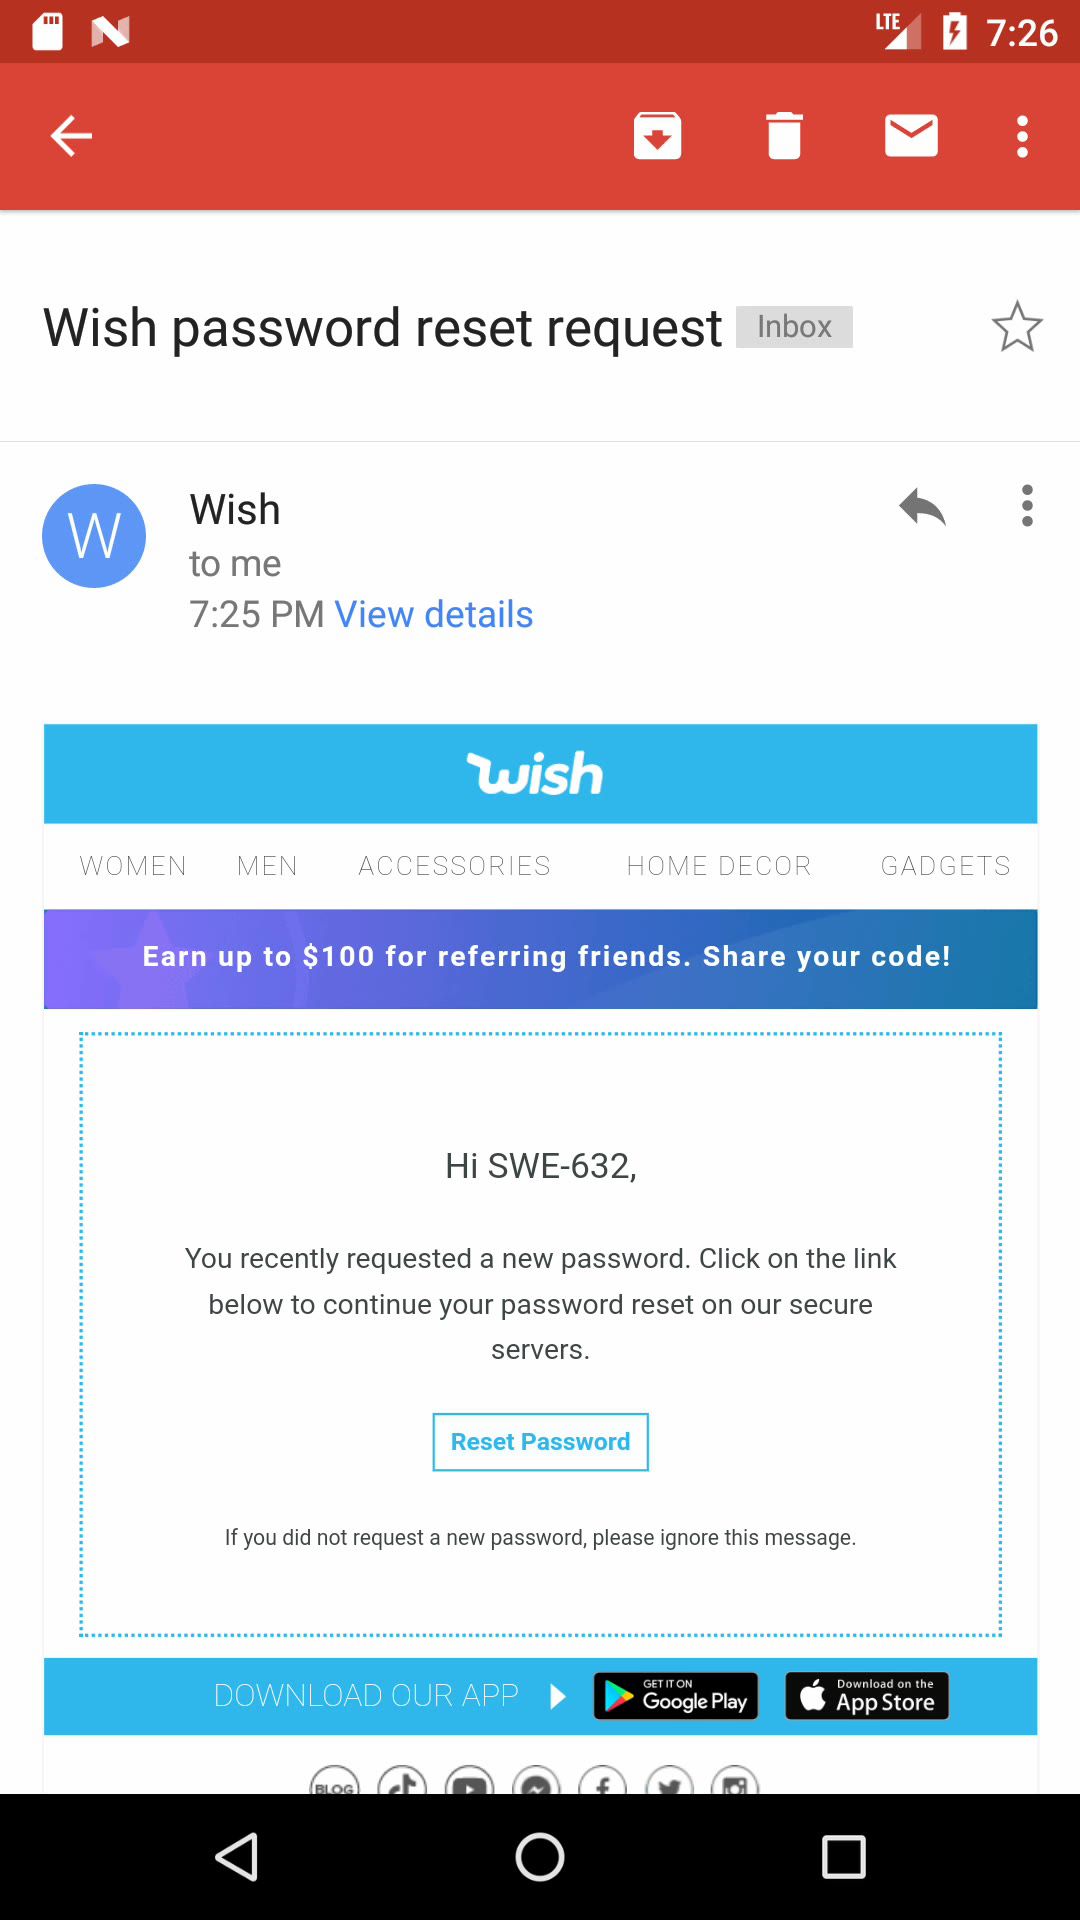 LTE 7:26
Wish password reset request Inbox
W
Wish
to me
7:25 PM View details
wish
WOMEN MEN ACCESSORIES HOME DECOR GADGETS
Earn up to $100 for referring friends. Share your code!
Hi SWE-632,
You recently requested a new password. Click on the link
below to continue your password reset on our secure
servers.
Reset Password
If you did not request a new password, please ignore this message.
DOWNLOAD OUR APP GET IT ON Google Play Download on the App Store
BLOG